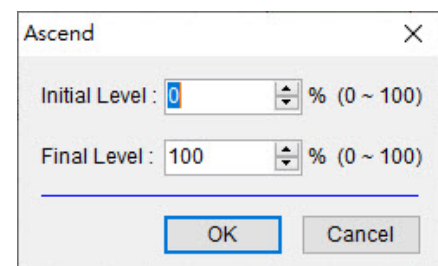 Ascend
Initial Level : 0 % (0 ~ 100)
Final Level : 100 % (0 ~ 100)
OK Cancel